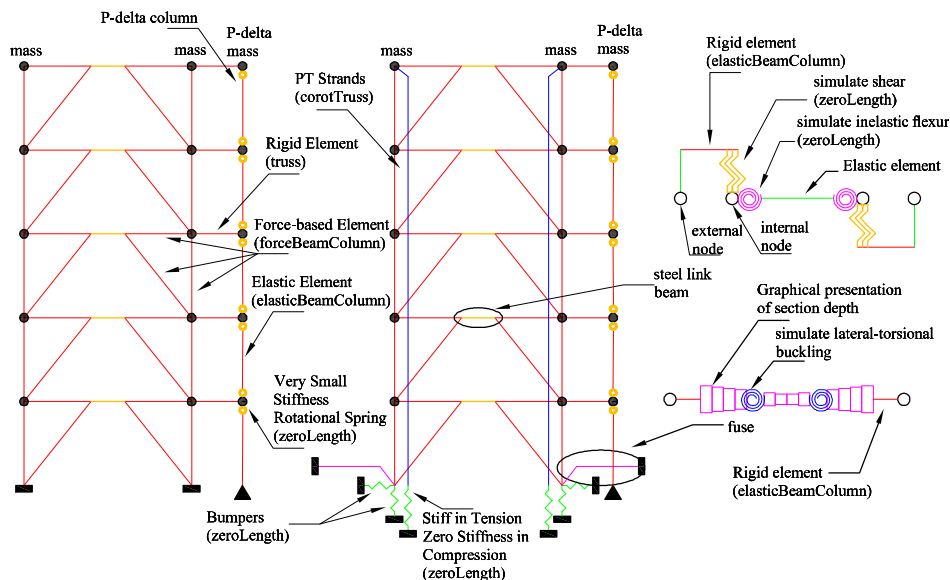 P-delta column
mass
mass
P-delta
mass
Rigid Element
(truss)
Force-based Element
(forceBeamColumn)
Elastic Element
(elasticBeamColumn)
Very Small
Stiffness
Rotational Spring
(zeroLength)
mass
mass
P-delta
mass
PT Strands
(corotTruss)
steel link
beam
fuse
Bumpers
(zeroLength)
Stiff in Tension
Zero Stiffness in
Compression
(zeroLength)
Rigid element
(elasticBeamColumn)
simulate shear
(zeroLength)
simulate inelastic flexur
(zeroLength)
Elastic element
external
node
internal
node
Graphical presentation
of section depth
simulate lateral-torsional
buckling
Rigid element
(elasticBeamColumn)